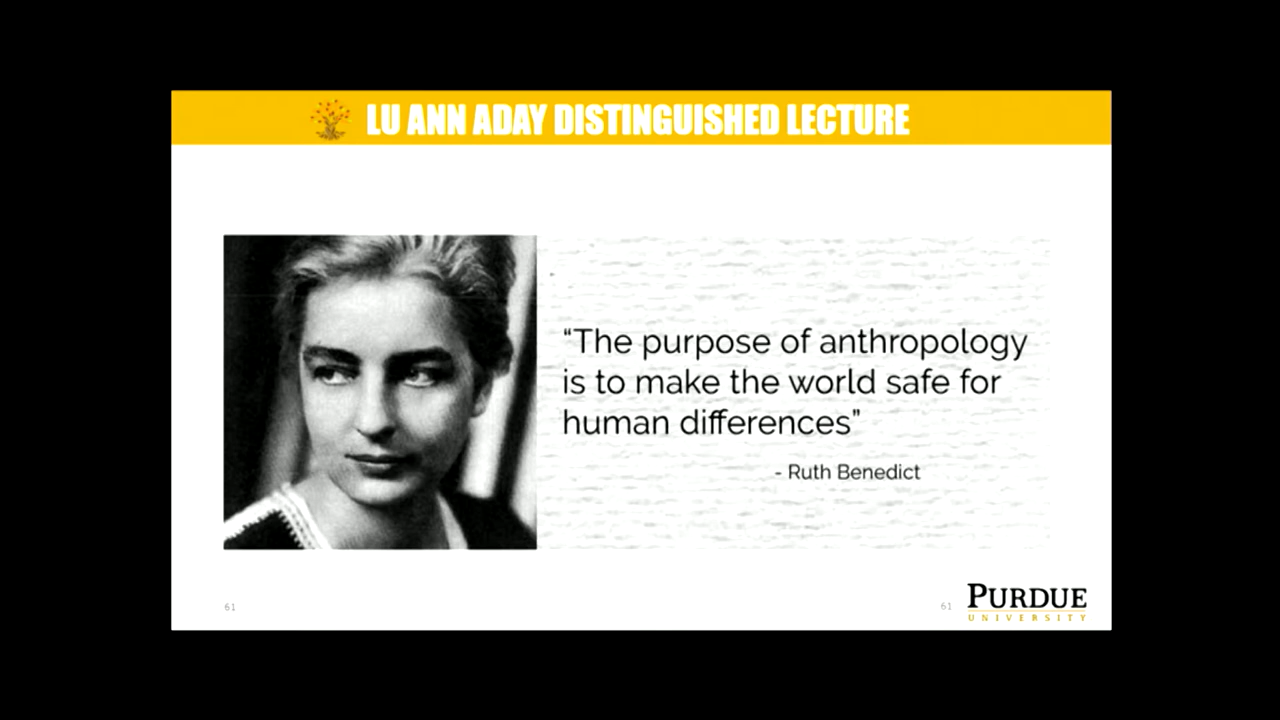 LU ANN ADAY DISTINGUISHED LECTURE
“The purpose of anthropology
is to make the world safe for
human differences”
- Ruth Benedict
61
61
PURDUE
UNIVERSITY